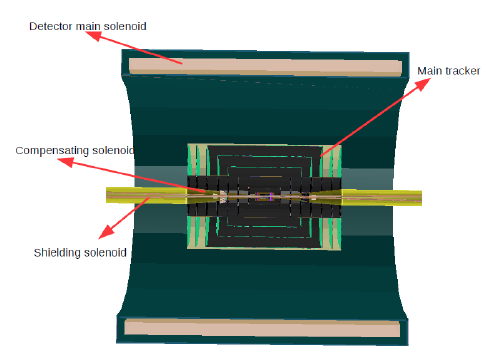 Detector main solenoid
Main tracker
Compensating solenoid
Shielding solenoid